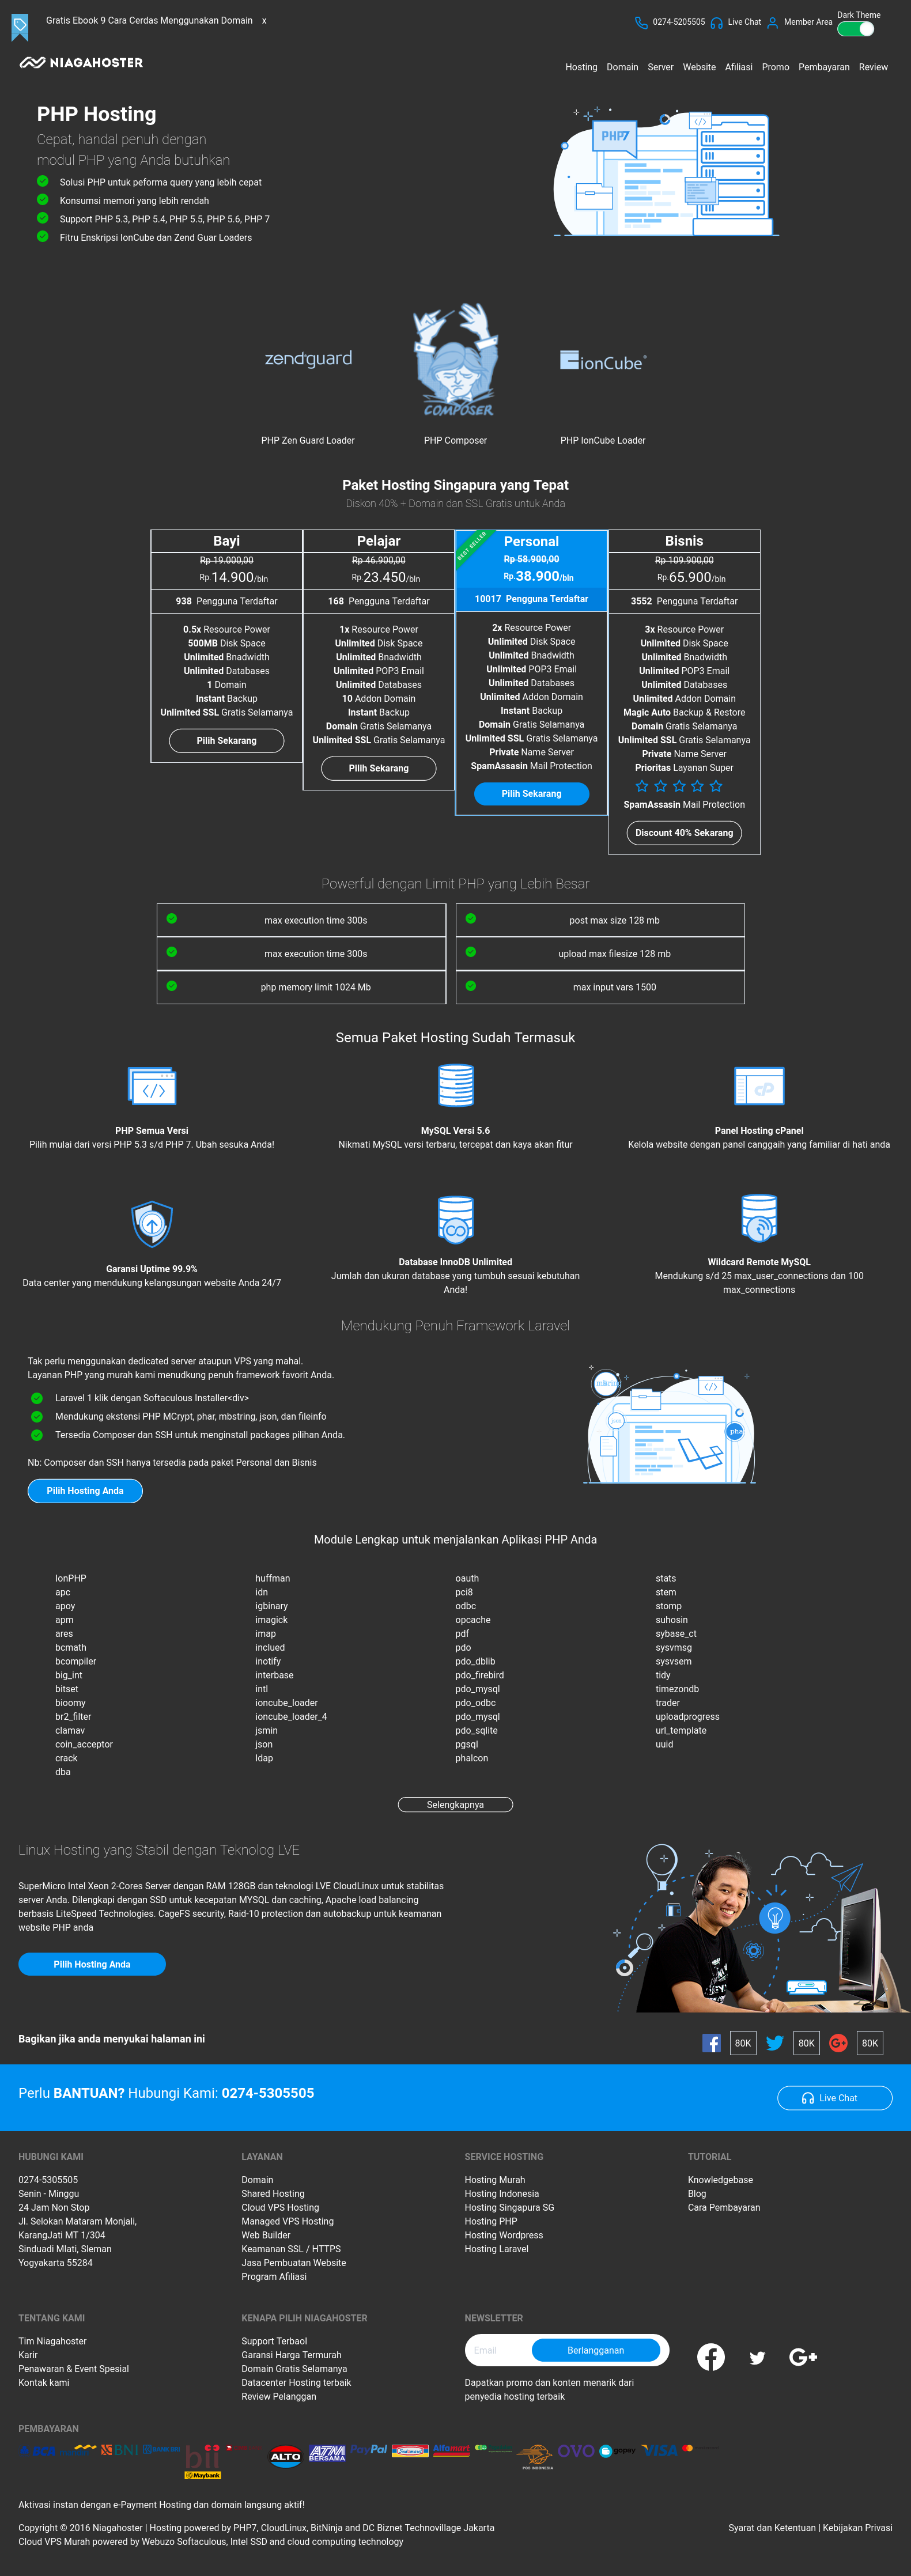 Gratis Ebook 9 Cara Cerdas Menggunakan Domain x
0274-5205505 Live Chat Member Area Dark Theme
NIAGAHOSTER
Hosting Domain Server Website Afiliasi Promo Pembayaran Review
PHP Hosting
Cepat, handal penuh dengan
modul PHP yang Anda butuhkan
Solusi PHP untuk peforma query yang lebih cepat
Konsumsi memori yang lebih rendah
Support PHP 5.3, PHP 5.4, PHP 5.5, PHP 5.6, PHP 7
Fitru Enskripsi IonCube dan Zend Guar Loaders
PHP7
zend guard
COMPOSER
ionCube
PHP Zen Guard Loader
PHP Composer
PHP IonCube Loader
Paket Hosting Singapura yang Tepat
Diskon 40% + Domain dan SSL Gratis untuk Anda
Bayi
Rp 19.000,00
Rp.14.900/bln
938 Pengguna Terdaftar
0.5x Resource Power
500MB Disk Space
Unlimited Bnadwidth
Unlimited Databases
1 Domain
Instant Backup
Unlimited SSL Gratis Selamanya
Pilih Sekarang
Pelajar
Rp 46.900,00
Rp.23.450/bln
168 Pengguna Terdaftar
1x Resource Power
Unlimited Disk Space
Unlimited Bnadwidth
Unlimited POP3 Email
Unlimited Databases
10 Addon Domain
Instant Backup
Domain Gratis Selamanya
Unlimited SSL Gratis Selamanya
Pilih Sekarang
BEST SELLER
Personal
Rp 58.900,00
Rp.38.900/bln
10017 Pengguna Terdaftar
2x Resource Power
Unlimited Disk Space
Unlimited Bnadwidth
Unlimited POP3 Email
Unlimited Databases
Unlimited Addon Domain
Instant Backup
Domain Gratis Selamanya
Unlimited SSL Gratis Selamanya
Private Name Server
SpamAssasin Mail Protection
Pilih Sekarang
Bisnis
Rp 109.900,00
Rp.65.900/bln
3552 Pengguna Terdaftar
3x Resource Power
Unlimited Disk Space
Unlimited Bnadwidth
Unlimited POP3 Email
Unlimited Databases
Unlimited Addon Domain
Magic Auto Backup & Restore
Domain Gratis Selamanya
Unlimited SSL Gratis Selamanya
Private Name Server
Prioritas Layanan Super
SpamAssasin Mail Protection
Discount 40% Sekarang
Powerful dengan Limit PHP yang Lebih Besar
max execution time 300s
max execution time 300s
php memory limit 1024 Mb
post max size 128 mb
upload max filesize 128 mb
max input vars 1500
Semua Paket Hosting Sudah Termasuk
PHP Semua Versi
Pilih mulai dari versi PHP 5.3 s/d PHP 7. Ubah sesuka Anda!
MySQL Versi 5.6
Nikmati MySQL versi terbaru, tercepat dan kaya akan fitur
Panel Hosting cPanel
Kelola website dengan panel canggaih yang familiar di hati anda
Garansi Uptime 99.9%
Data center yang mendukung kelangsungan website Anda 24/7
Database InnoDB Unlimited
Jumlah dan ukuran database yang tumbuh sesuai kebutuhan
Anda!
Wildcard Remote MySQL
Mendukung s/d 25 max_user_connections dan 100
max_connections
Mendukung Penuh Framework Laravel
Tak perlu menggunakan dedicated server ataupun VPS yang mahal.
Layanan PHP yang murah kami menudkung penuh framework favorit Anda.
Laravel 1 klik dengan Softaculous Installer<div>
Mendukung ekstensi PHP MCrypt, phar, mbstring, json, dan fileinfo
Tersedia Composer dan SSH untuk menginstall packages pilihan Anda.
Nb: Composer dan SSH hanya tersedia pada paket Personal dan Bisnis
Pilih Hosting Anda
json
pha
Module Lengkap untuk menjalankan Aplikasi PHP Anda
IonPHP
apc
apoy
apm
ares
bcmath
bcompiler
big_int
bitset
bioomy
br2_filter
clamav
coin_acceptor
crack
dba
huffman
idn
igbinary
imagick
imap
inclued
inotify
interbase
intl
ioncube_loader
ioncube_loader_4
jsmin
json
ldap
oauth
pci8
odbc
opcache
pdf
pdo
pdo_dblib
pdo_firebird
pdo_mysql
pdo_odbc
pdo_mysql
pdo_sqlite
pgsql
phalcon
stats
stem
stomp
suhosin
sybase_ct
sysvmsg
sysvsem
tidy
timezondb
trader
uploadprogress
url_template
uuid
Selengkapnya
Linux Hosting yang Stabil dengan Teknolog LVE
SuperMicro Intel Xeon 2-Cores Server dengan RAM 128GB dan teknologi LVE CloudLinux untuk stabilitas
server Anda. Dilengkapi dengan SSD untuk kecepatan MYSQL dan caching, Apache load balancing
berbasis LiteSpeed Technologies. CageFS security, Raid-10 protection dan autobackup untuk keamanan
website PHP anda
Pilih Hosting Anda
Bagikan jika anda menyukai halaman ini
80K 80K G+ 80K
Perlu BANTUAN? Hubungi Kami: 0274-5305505
Live Chat
HUBUNGI KAMI
0274-5305505
Senin - Minggu
24 Jam Non Stop
Jl. Selokan Mataram Monjali,
KarangJati MT 1/304
Sinduadi Mlati, Sleman
Yogyakarta 55284
LAYANAN
Domain
Shared Hosting
Cloud VPS Hosting
Managed VPS Hosting
Web Builder
Keamanan SSL / HTTPS
Jasa Pembuatan Website
Program Afiliasi
SERVICE HOSTING
Hosting Murah
Hosting Indonesia
Hosting Singapura SG
Hosting PHP
Hosting Wordpress
Hosting Laravel
TUTORIAL
Knowledgebase
Blog
Cara Pembayaran
TENTANG KAMI
Tim Niagahoster
Karir
Penawaran & Event Spesial
Kontak kami
KENAPA PILIH NIAGAHOSTER
Support Terbaol
Garansi Harga Termurah
Domain Gratis Selamanya
Datacenter Hosting terbaik
Review Pelanggan
NEWSLETTER
Email
Berlangganan
Dapatkan promo dan konten menarik dari
penyedia hosting terbaik
G+
PEMBAYARAN
BCA BNI bii Maybank ALTO ATM BERSAMA PayPal Alfamart POS INDONESIA OVO gopay VISA
Aktivasi instan dengan e-Payment Hosting dan domain langsung aktif!
Copyright © 2016 Niagahoster | Hosting powered by PHP7, CloudLinux, BitNinja and DC Biznet Technovillage Jakarta
Cloud VPS Murah powered by Webuzo Softaculous, Intel SSD and cloud computing technology
Syarat dan Ketentuan | Kebijakan Privasi